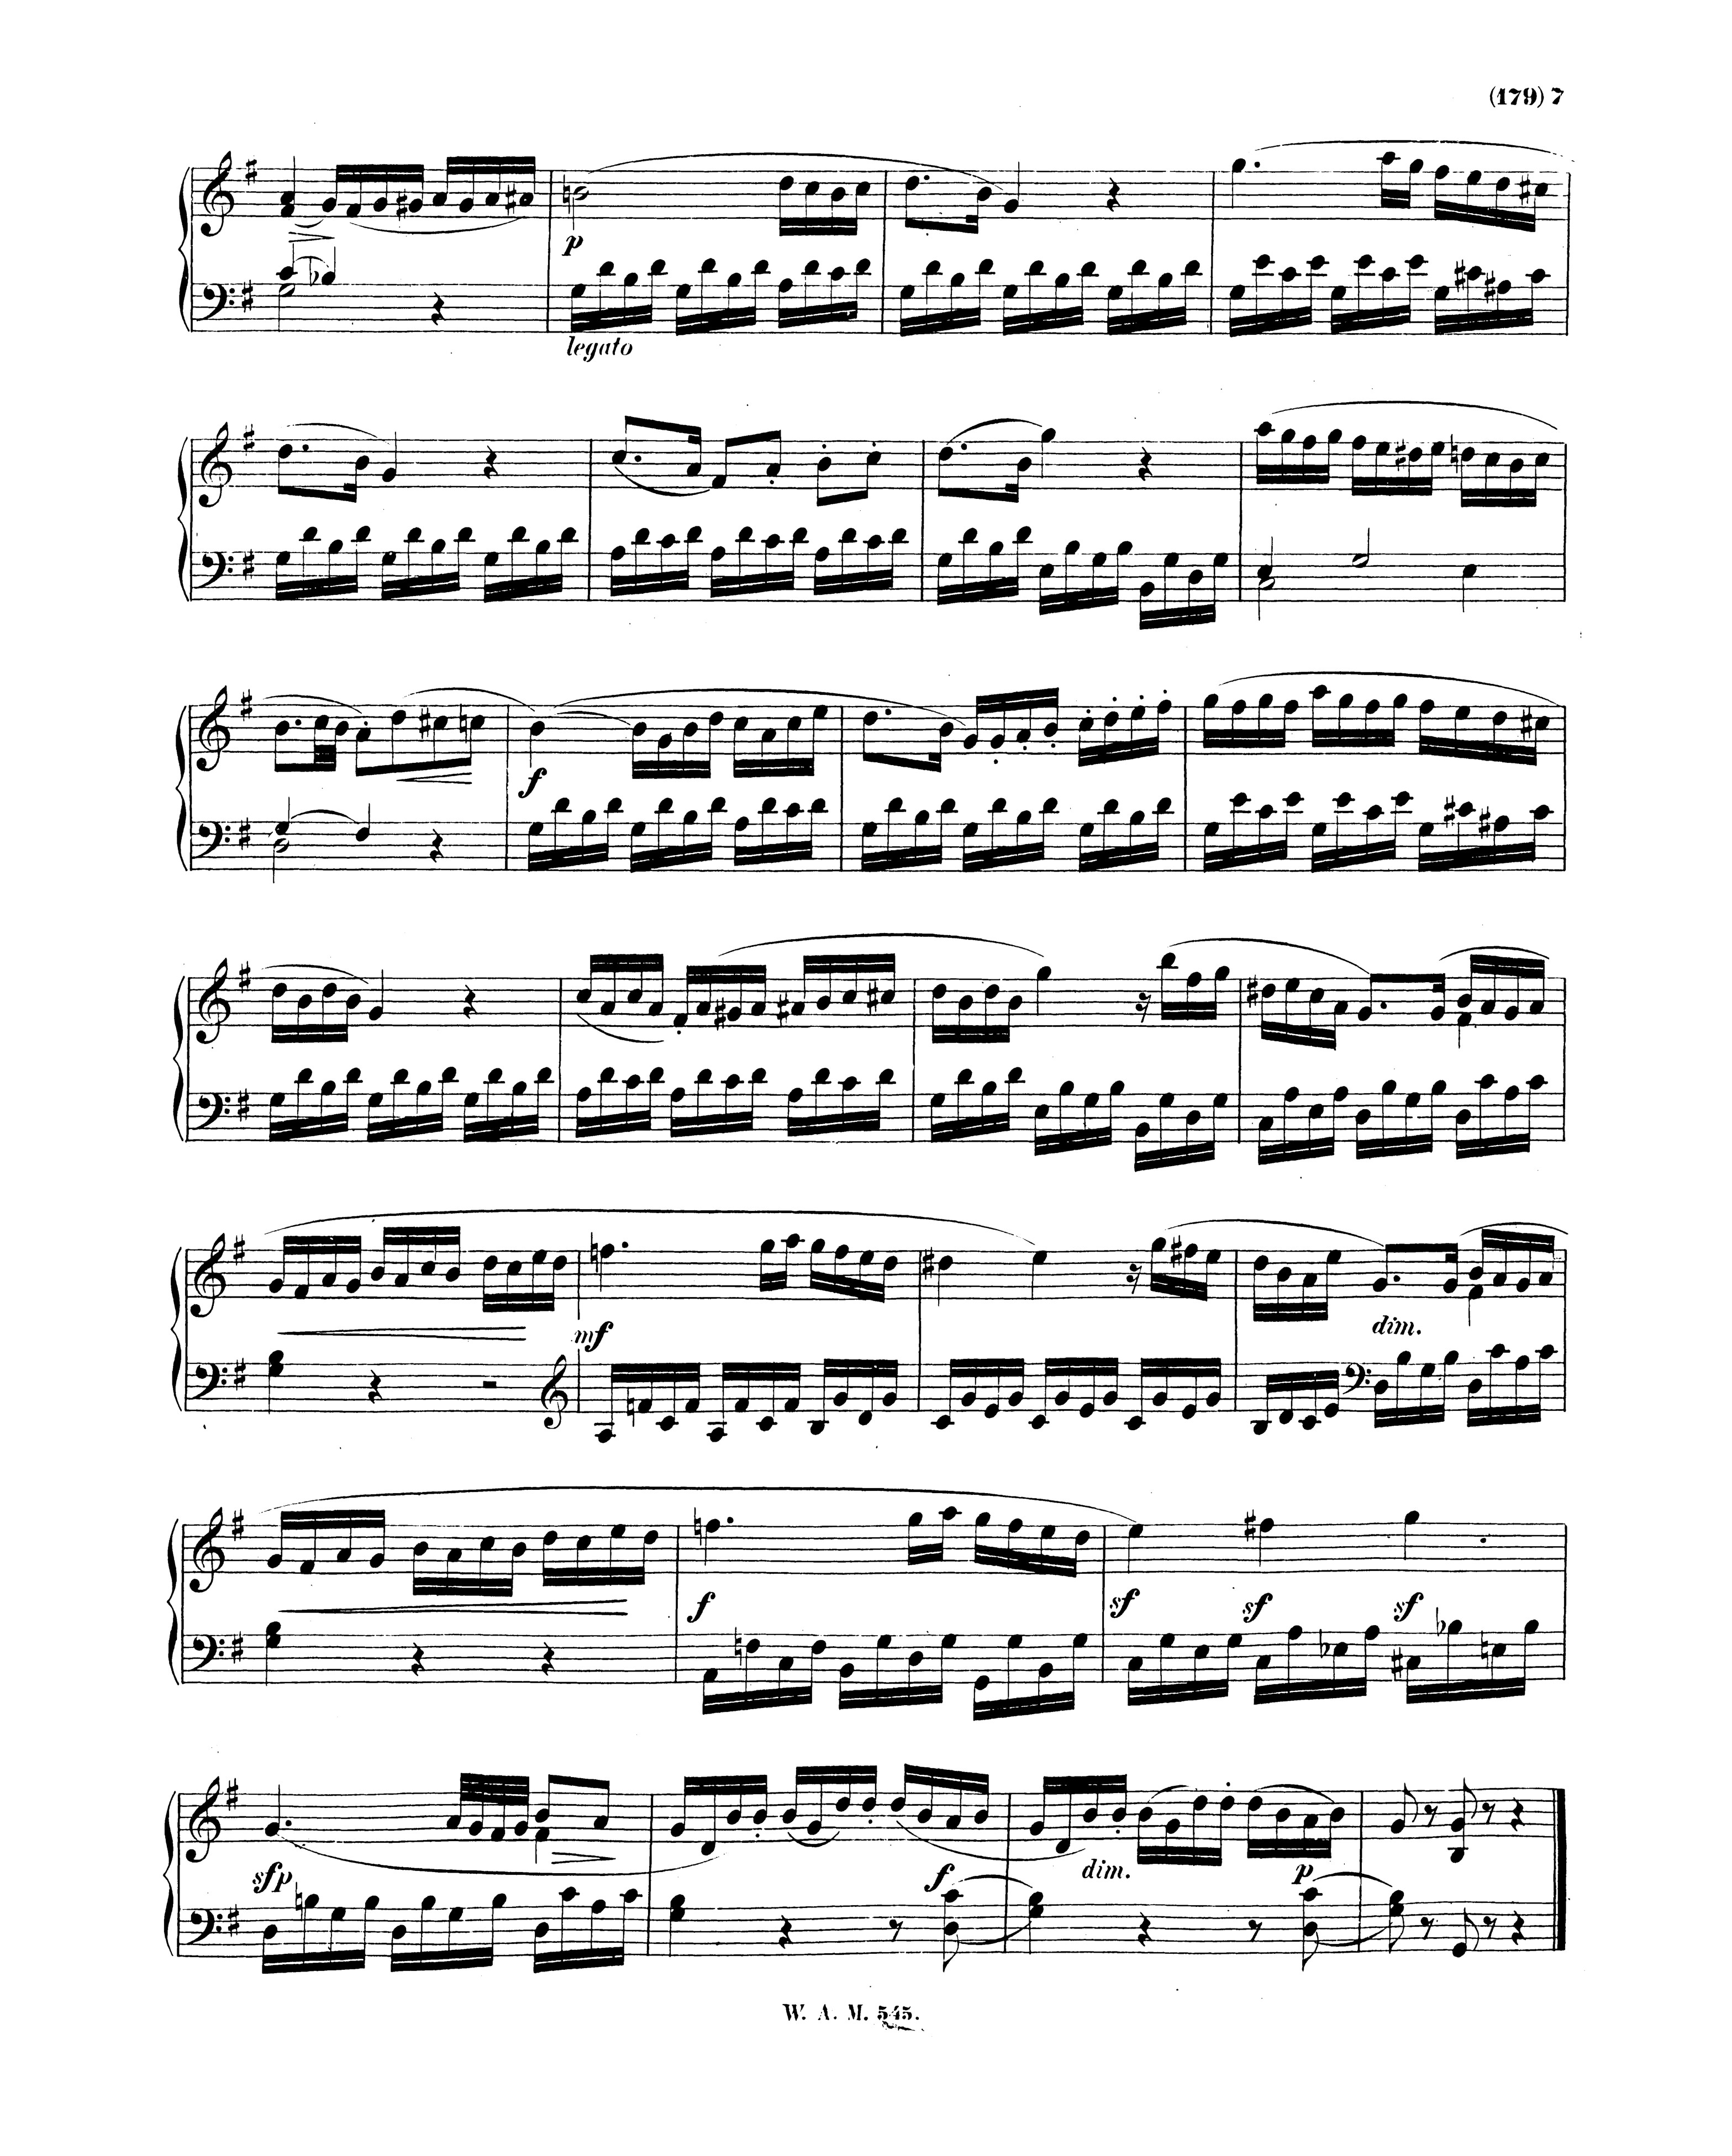 (179) 7
p
legato
f
mf
dim.
f
sf sf sf
sfp
f
dim.
p
W. A. M. 545.